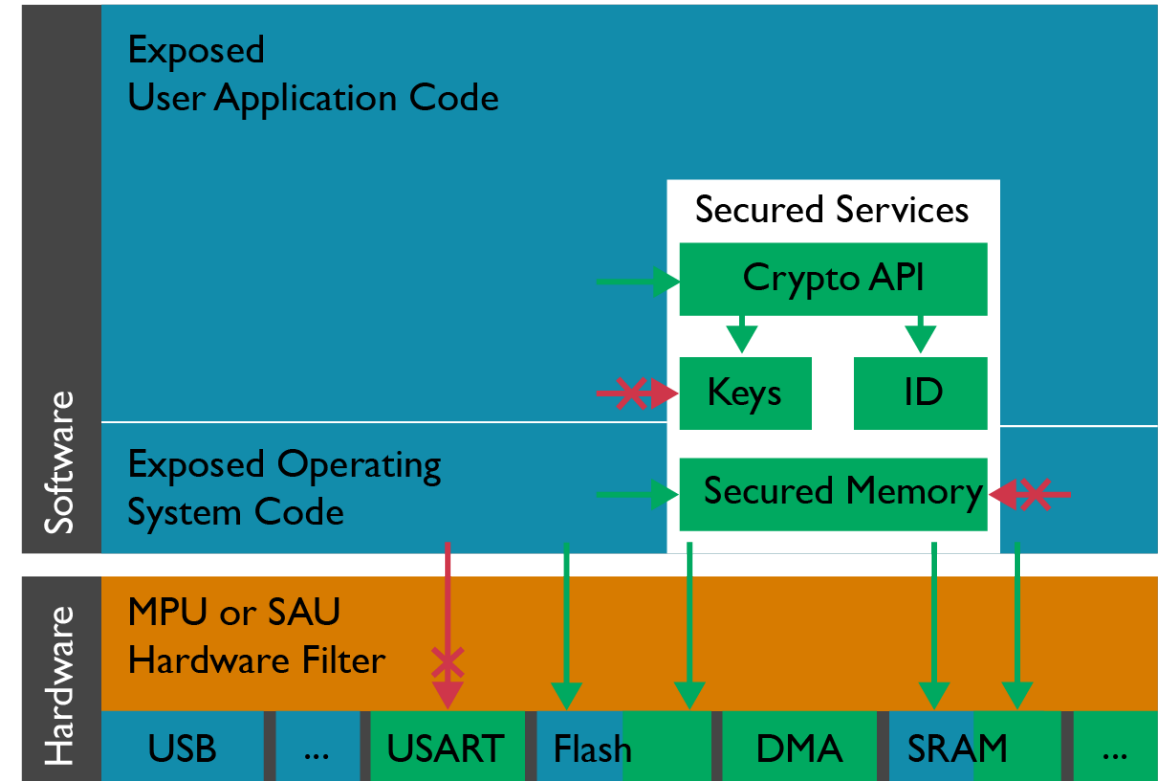 Software
Exposed
User Application Code
Secured Services
Crypto API
Keys
ID
Exposed Operating
System Code
Secured Memory
Hardware
MPU or SAU
Hardware Filter
USB
...
USART
Flash
DMA
SRAM
...